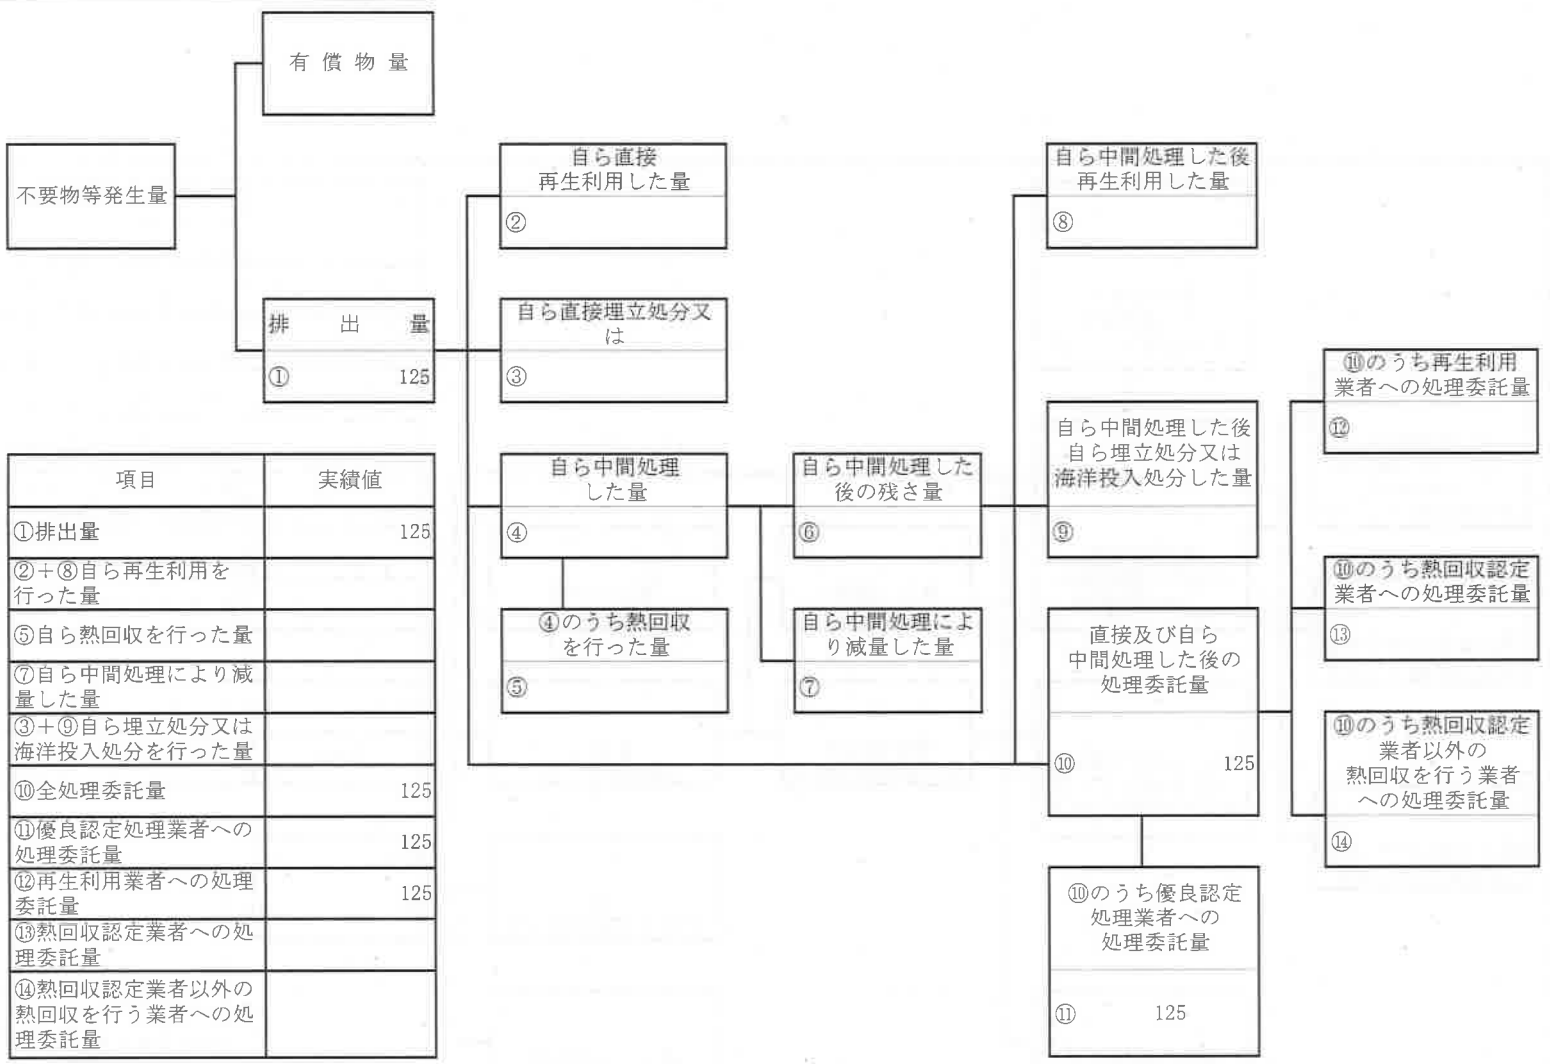 有償物量
不要物等発生量
排出量
① 125
自ら直接
再生利用した量
②
自ら直接埋立処分又
は
③
自ら中間処理
した量
④
④のうち熱回収
を行った量
⑤
自ら中間処理した
後の残さ量
⑥
自ら中間処理によ
り減量した量
⑦
自ら中間処理した後
再生利用した量
⑧
自ら中間処理した後
自ら埋立処分又は
海洋投入処分した量
⑨
直接及び自ら
中間処理した後の
処理委託量
⑩ 125
⑩のうち優良認定
処理業者への
処理委託量
⑪ 125
⑩のうち再生利用
業者への処理委託量
⑫
⑩のうち熱回収認定
業者への処理委託量
⑬
⑩のうち熱回収認定
業者以外の
熱回収を行う業者
への処理委託量
⑭
項目 実績値
①排出量 125
②+⑧自ら再生利用を
行った量
⑤自ら熱回収を行った量
⑦自ら中間処理により減
量した量
③+⑨自ら埋立処分又は
海洋投入処分を行った量
⑩全処理委託量 125
⑪優良認定処理業者への
処理委託量 125
⑫再生利用業者への処理
委託量 125
⑬熱回収認定業者への処
理委託量
⑭熱回収認定業者以外の
熱回収を行う業者への処
理委託量